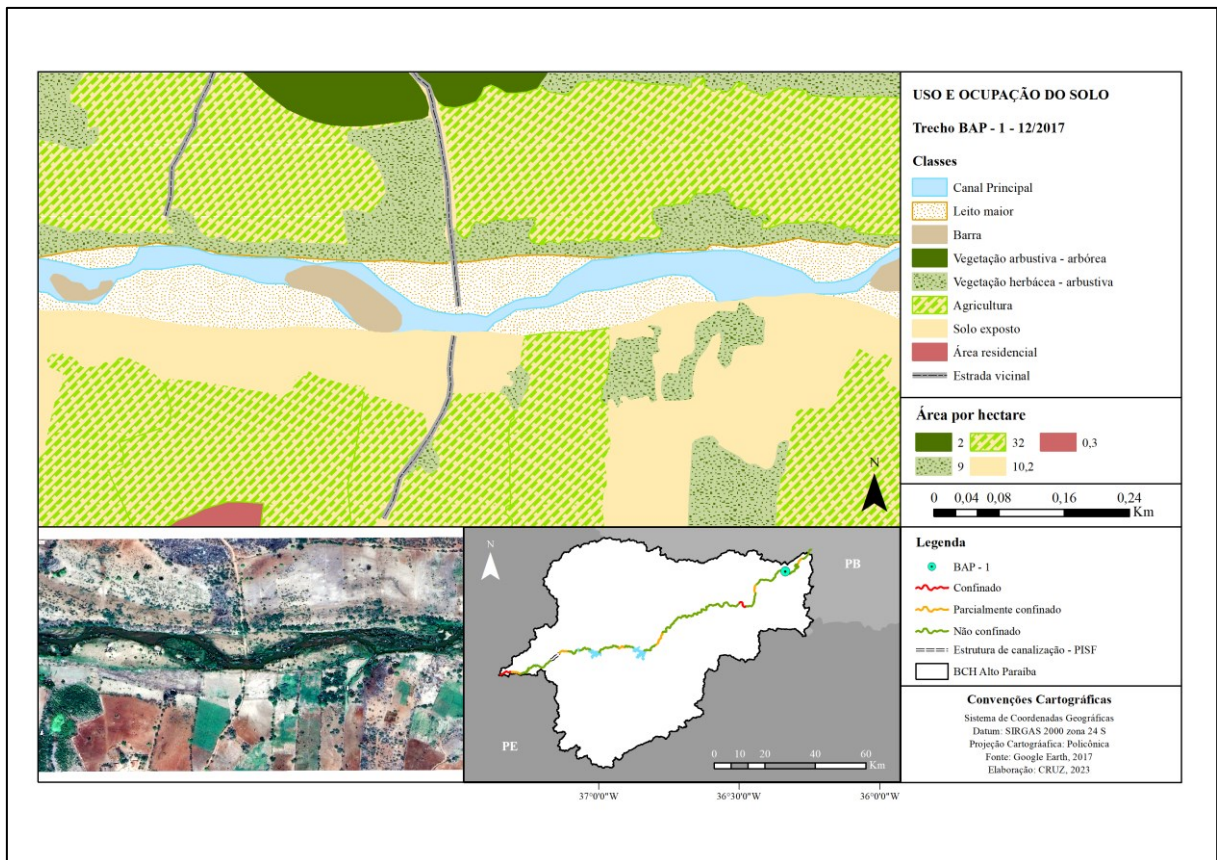 USO E OCUPAÇÃO DO SOLO
Trecho BAP - 1 - 12/2017
Classes
Canal Principal
Leito maior
Barra
Vegetação arbustiva - arbórea
Vegetação herbácea - arbustiva
Agricultura
Solo exposto
Área residencial
Estrada vicinal
Área por hectare
2 32 0,3
9 10,2
N
0 0,04 0,08 0,16 0,24
Km
N
PB
PE
0 10 20 40 60
Km
37°0'0"W 36°30'0"W 36°0'0"W
Legenda
BAP - 1
Confinado
Parcialmente confinado
Não confinado
Estrutura de canalização - PISF
BCH Alto Paraíba
Convenções Cartográficas
Sistema de Coordenadas Geográficas
Datum: SIRGAS 2000 zona 24 S
Projeção Cartográafica: Policônica
Fonte: Google Earth, 2017
Elaboração: CRUZ, 2023